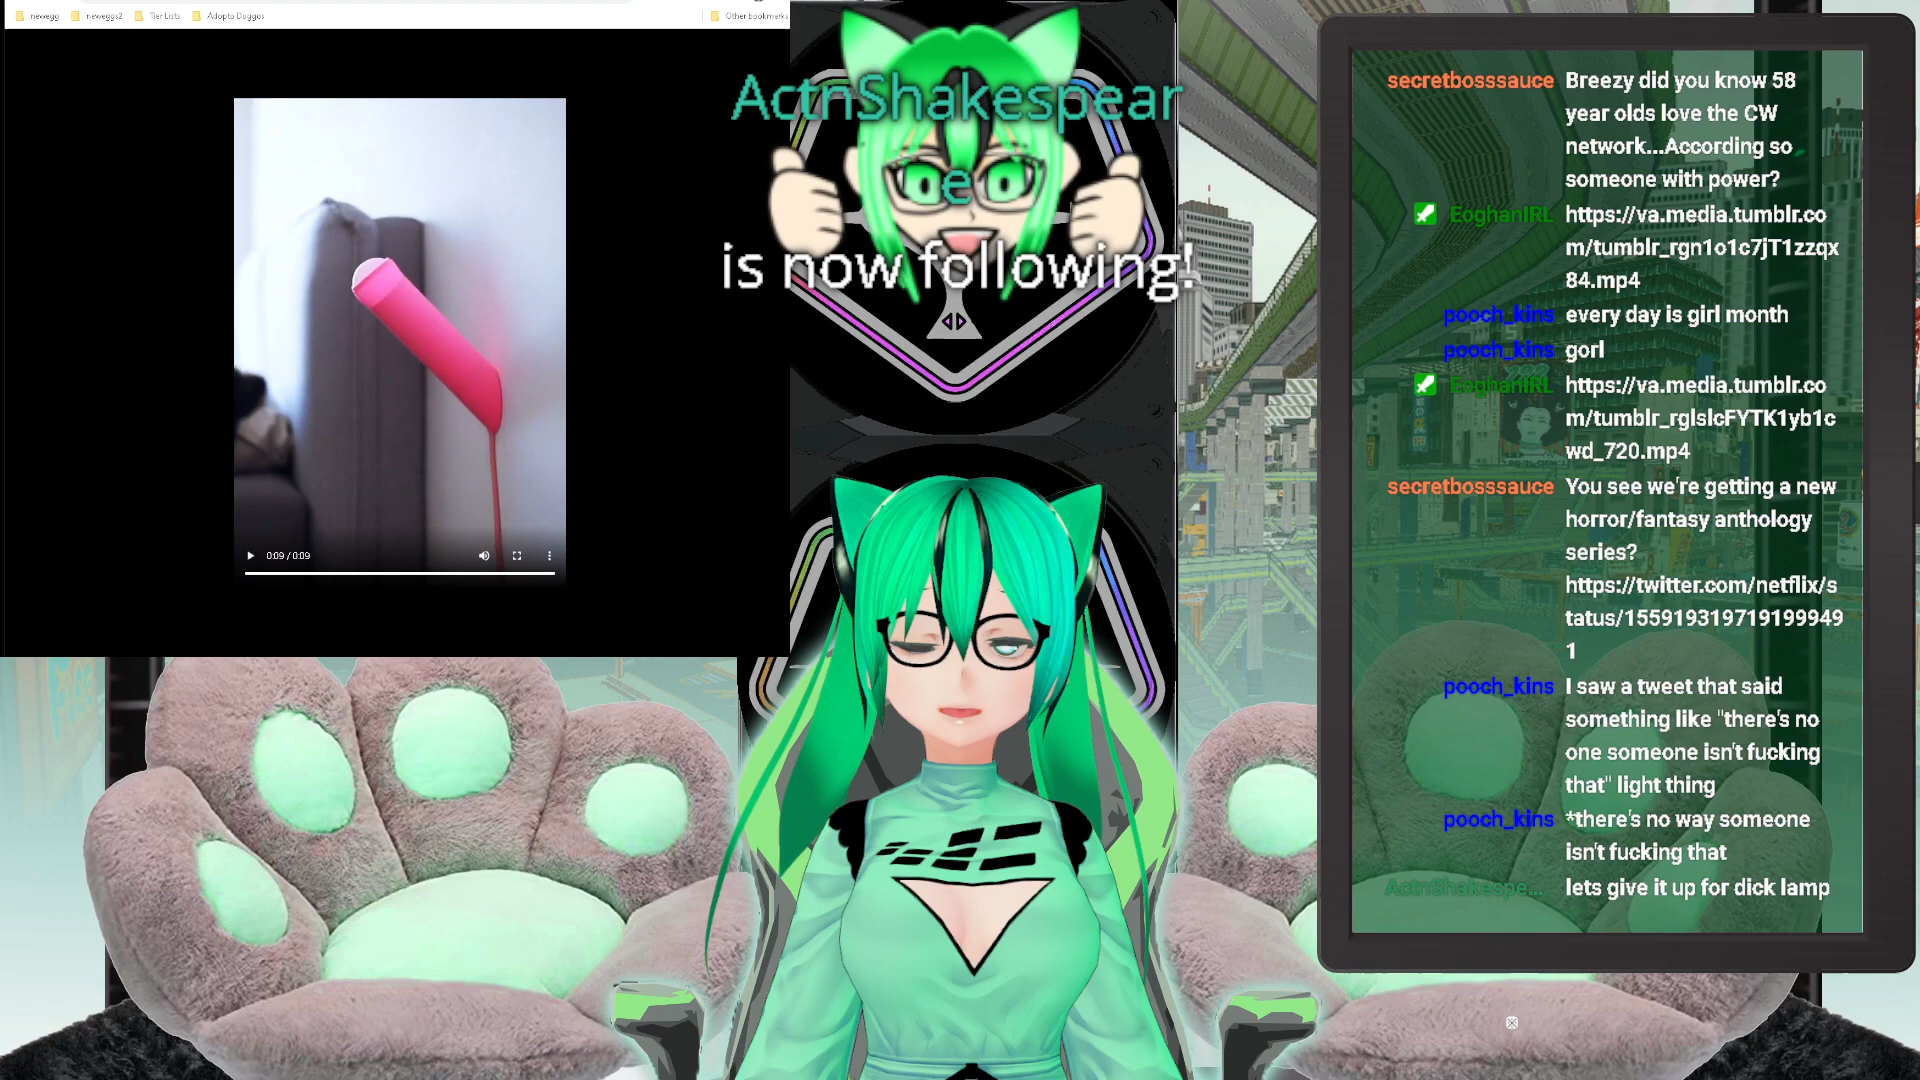 newegg
neweggs2
Tier Lists
Adopto Doggos
Other bookmarks
0:09 / 0:09
ActnShakespear
e
is now following!
secretbosssauce Breezy did you know 58
year olds love the CW
network...According so
someone with power?
EoghanIRL https://va.media.tumblr.co
m/tumblr_rgn1o1c7jT1zzqx
84.mp4
pooch_kins every day is girl month
pooch_kins gorl
EoghanIRL https://va.media.tumblr.co
m/tumblr_rglslcFYTK1yb1c
wd_720.mp4
secretbosssauce You see we're getting a new
horror/fantasy anthology
series?
https://twitter.com/netflix/s
tatus/155919319719199949
1
pooch_kins I saw a tweet that said
something like "there's no
one someone isn't fucking
that" light thing
pooch_kins *there's no way someone
isn't fucking that
ActnShakespe... lets give it up for dick lamp